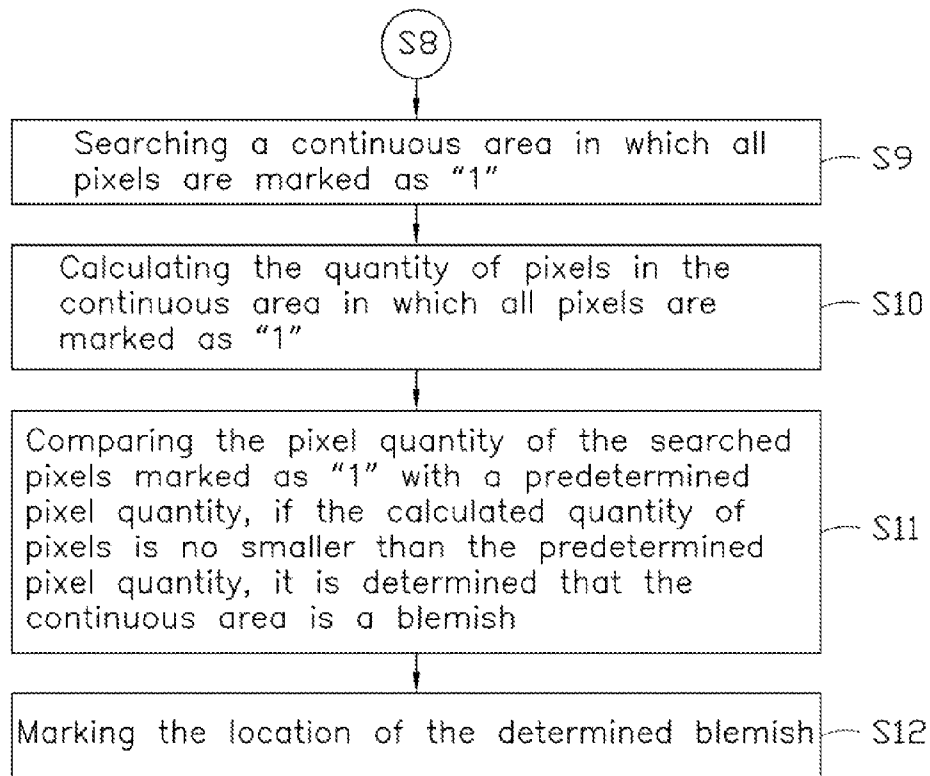 S8
Searching a continuous area in which all
pixels are marked as "1"
S9
Calculating the quantity of pixels in the
continuous area in which all pixels are
marked as "1"
S10
Comparing the pixel quantity of the searched
pixels marked as "1" with a predetermined
pixel quantity, if the calculated quantity of
pixels is no smaller than the predetermined
pixel quantity, it is determined that the
continuous area is a blemish
S11
Marking the location of the determined blemish
S12